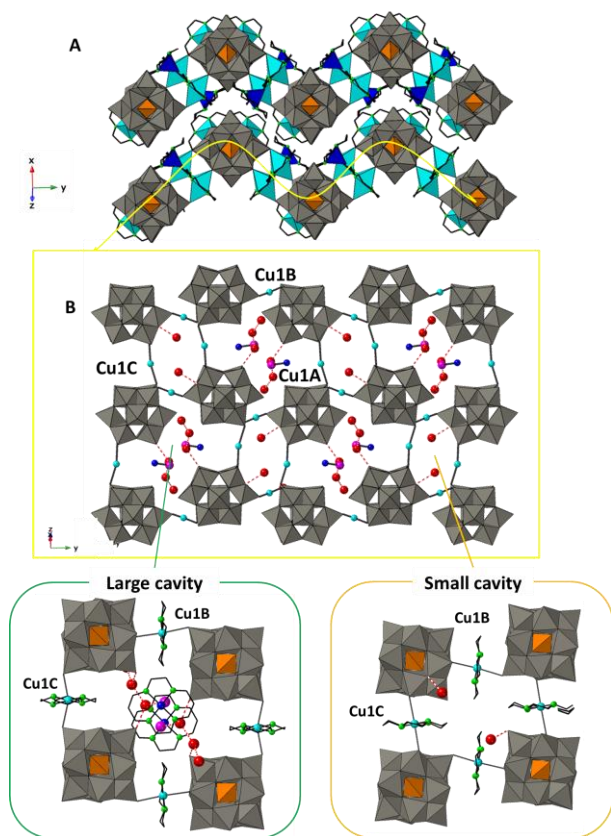 A
x
y
z
Cu1B
B
Cu1C
Cu1A
y
Large cavity
Small cavity
Cu1B
Cu1B
Cu1C
Cu1C